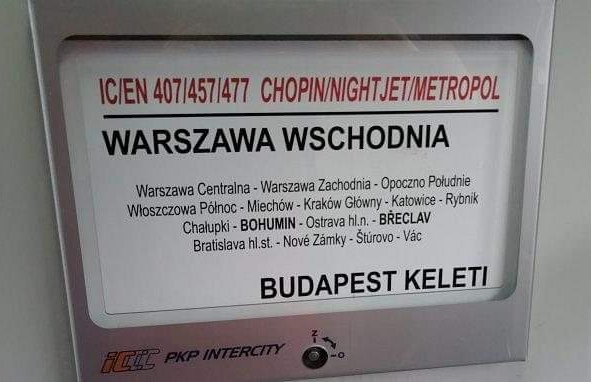 IC/EN 407/457/477 CHOPIN/NIGHTJET/METROPOL
WARSZAWA WSCHODNIA
Warszawa Centralna - Warszawa Zachodnia - Opoczno Południe
Włoszczowa Północ - Miechów - Kraków Główny - Katowice - Rybnik
Chałupki - BOHUMIN - Ostrava hl.n. - BŘECLAV
Bratislava hl.st. - Nové Zámky - Štúrovo - Vác
BUDAPEST KELETI
IC PKP INTERCITY
Z
O